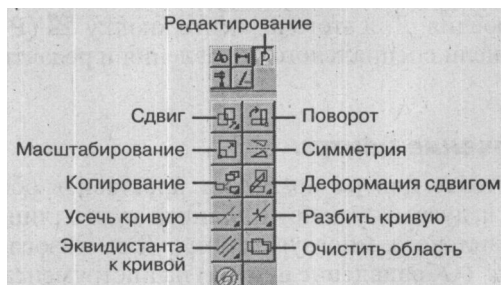 Редактирование
Сдвиг
Поворот
Масштабирование
Симметрия
Копирование
Деформация сдвигом
Усечь кривую
Разбить кривую
Эквидистанта
к кривой
Очистить область